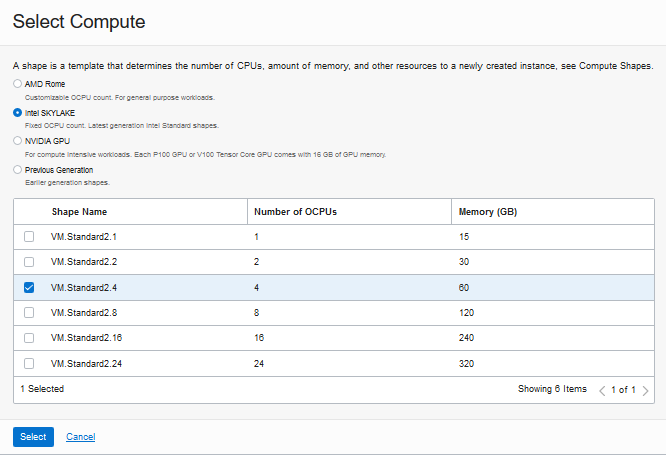 Select Compute
A shape is a template that determines the number of CPUs, amount of memory, and other resources to a newly created instance, see Compute Shapes.
AMD Rome
Customizable OCPU count. For general purpose workloads.
Intel SKYLAKE
Fixed OCPU count. Latest generation Intel Standard shapes.
NVIDIA GPU
For compute intensive workloads. Each P100 GPU or V100 Tensor Core GPU comes with 16 GB of GPU memory.
Previous Generation
Earlier generation shapes.
Shape Name Number of OCPUs Memory (GB)
VM.Standard2.1 1 15
VM.Standard2.2 2 30
VM.Standard2.4 4 60
VM.Standard2.8 8 120
VM.Standard2.16 16 240
VM.Standard2.24 24 320
1 Selected Showing 6 Items < 1 of 1 >
Select Cancel